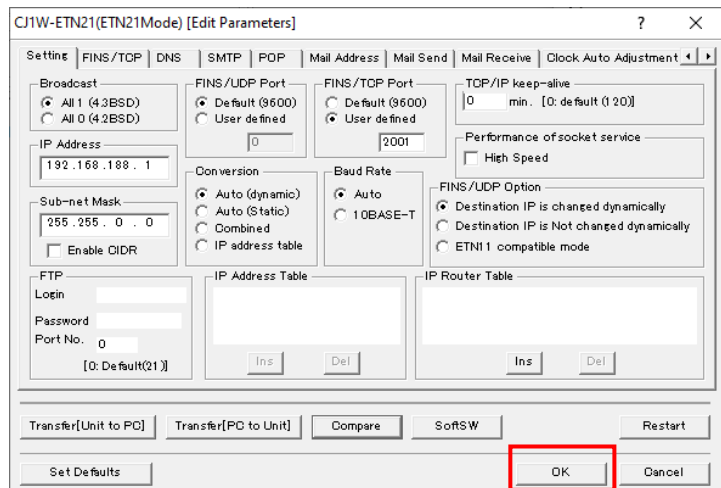 CJ1W-ETN21(ETN21Mode) [Edit Parameters]
? ×
Setting FINS/TCP DNS SMTP POP Mail Address Mail Send Mail Receive Clock Auto Adjustment
Broadcast
All 1 (4.3BSD)
All 0 (4.2BSD)
IP Address
192.168.188. 1
Sub-net Mask
255.255. 0 . 0
Enable CIDR
FINS/UDP Port
Default (9600)
User defined
0
FINS/TCP Port
Default (9600)
User defined
2001
Conversion
Auto (dynamic)
Auto (Static)
Combined
IP address table
Baud Rate
Auto
10BASE-T
TCP/IP keep-alive
0 min. [0: default (120)]
Performance of socket service
High Speed
FINS/UDP Option
Destination IP is changed dynamically
Destination IP is Not changed dynamically
ETN11 compatible mode
FTP
Login
Password
Port No. 0
[0: Default(21)]
IP Address Table
Ins Del
IP Router Table
Ins Del
Transfer[Unit to PC] Transfer[PC to Unit] Compare SoftSW Restart
Set Defaults OK Cancel